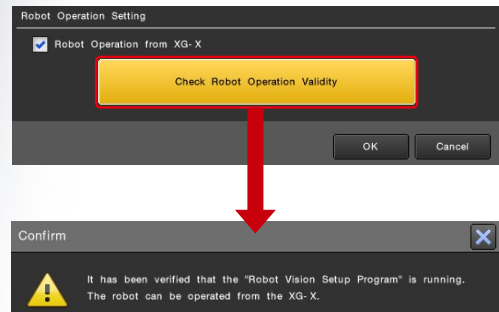 Robot Operation Setting
Robot Operation from XG-X
Check Robot Operation Validity
OK
Cancel
Confirm
It has been verified that the "Robot Vision Setup Program" is running.
The robot can be operated from the XG-X.